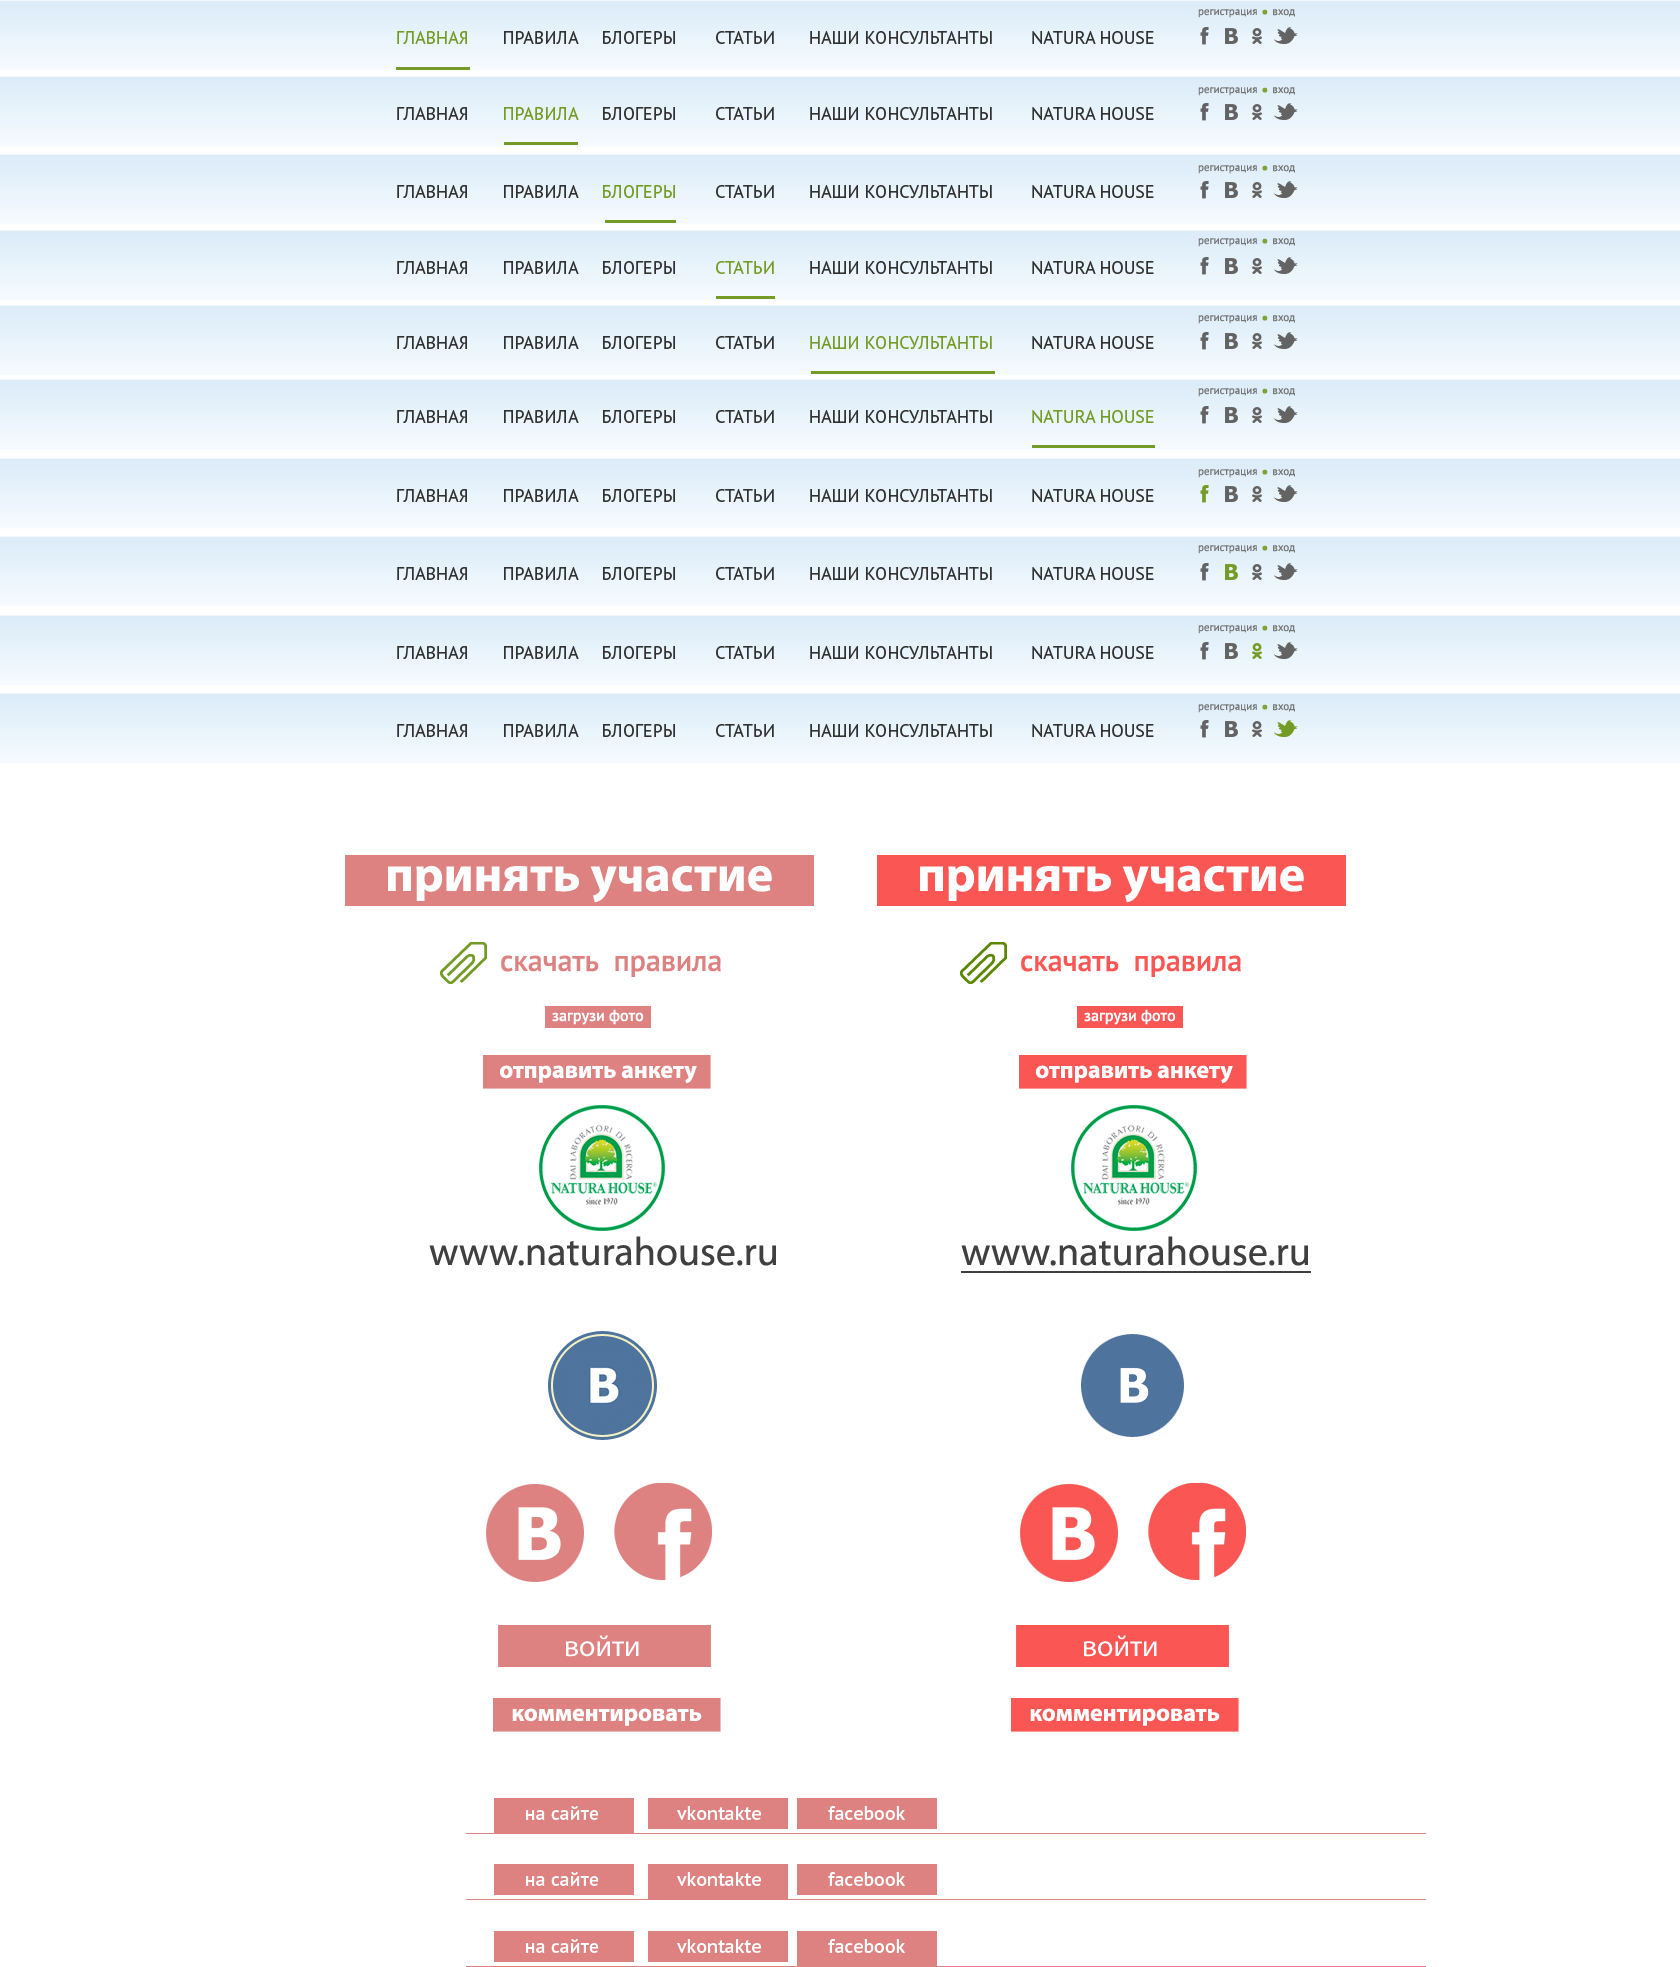 регистрация • вход
ГЛАВНАЯ ПРАВИЛА БЛОГЕРЫ СТАТЬИ НАШИ КОНСУЛЬТАНТЫ NATURA HOUSE
регистрация • вход
ГЛАВНАЯ ПРАВИЛА БЛОГЕРЫ СТАТЬИ НАШИ КОНСУЛЬТАНТЫ NATURA HOUSE
регистрация • вход
ГЛАВНАЯ ПРАВИЛА БЛОГЕРЫ СТАТЬИ НАШИ КОНСУЛЬТАНТЫ NATURA HOUSE
регистрация • вход
ГЛАВНАЯ ПРАВИЛА БЛОГЕРЫ СТАТЬИ НАШИ КОНСУЛЬТАНТЫ NATURA HOUSE
регистрация • вход
ГЛАВНАЯ ПРАВИЛА БЛОГЕРЫ СТАТЬИ НАШИ КОНСУЛЬТАНТЫ NATURA HOUSE
регистрация • вход
ГЛАВНАЯ ПРАВИЛА БЛОГЕРЫ СТАТЬИ НАШИ КОНСУЛЬТАНТЫ NATURA HOUSE
регистрация • вход
ГЛАВНАЯ ПРАВИЛА БЛОГЕРЫ СТАТЬИ НАШИ КОНСУЛЬТАНТЫ NATURA HOUSE
регистрация • вход
ГЛАВНАЯ ПРАВИЛА БЛОГЕРЫ СТАТЬИ НАШИ КОНСУЛЬТАНТЫ NATURA HOUSE
регистрация • вход
ГЛАВНАЯ ПРАВИЛА БЛОГЕРЫ СТАТЬИ НАШИ КОНСУЛЬТАНТЫ NATURA HOUSE
регистрация • вход
ГЛАВНАЯ ПРАВИЛА БЛОГЕРЫ СТАТЬИ НАШИ КОНСУЛЬТАНТЫ NATURA HOUSE
принять участие принять участие
скачать правила скачать правила
загрузи фото загрузи фото
отправить анкету отправить анкету
DAI LABORATORI DI RICERCA DAI LABORATORI DI RICERCA
NATURA HOUSE® NATURA HOUSE®
since 1970 since 1970
www.naturahouse.ru www.naturahouse.ru
В В
В f В f
ВОЙТИ ВОЙТИ
комментировать комментировать
на сайте vkontakte facebook
на сайте vkontakte facebook
на сайте vkontakte facebook